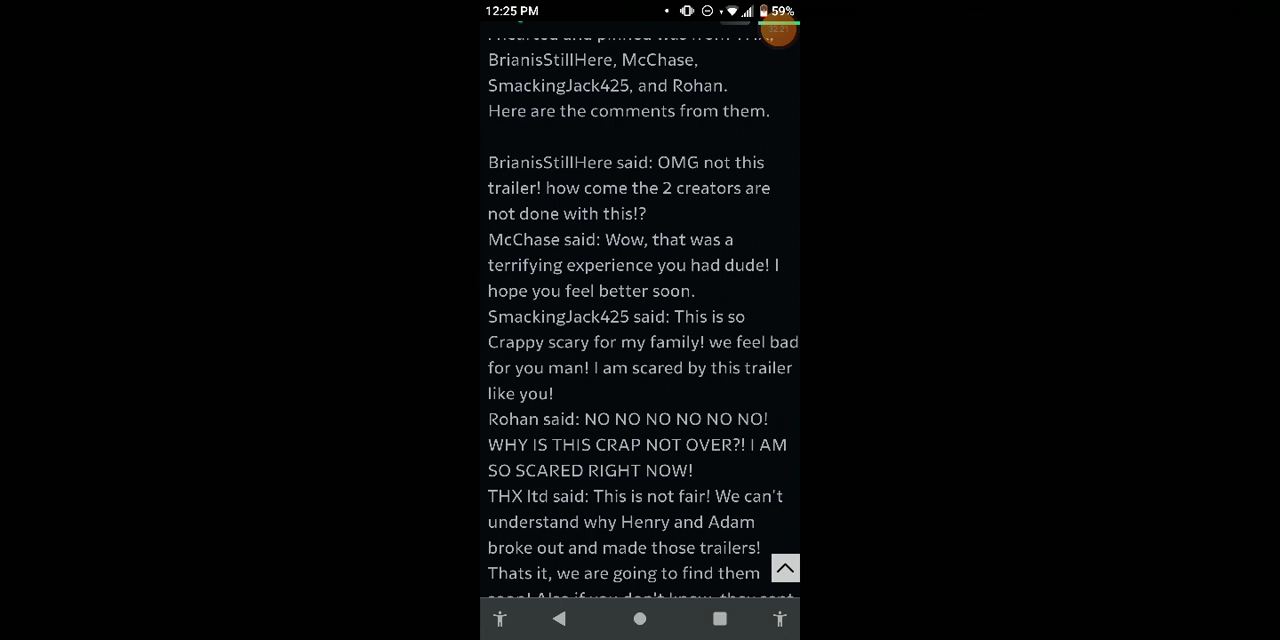 12:25 PM
59%
32:21
BrianisStillHere, McChase,
SmackingJack425, and Rohan.
Here are the comments from them.
BrianisStillHere said: OMG not this
trailer! how come the 2 creators are
not done with this!?
McChase said: Wow, that was a
terrifying experience you had dude! I
hope you feel better soon.
SmackingJack425 said: This is so
Crappy scary for my family! we feel bad
for you man! I am scared by this trailer
like you!
Rohan said: NO NO NO NO NO NO!
WHY IS THIS CRAP NOT OVER?! I AM
SO SCARED RIGHT NOW!
THX ltd said: This is not fair! We can't
understand why Henry and Adam
broke out and made those trailers!
Thats it, we are going to find them